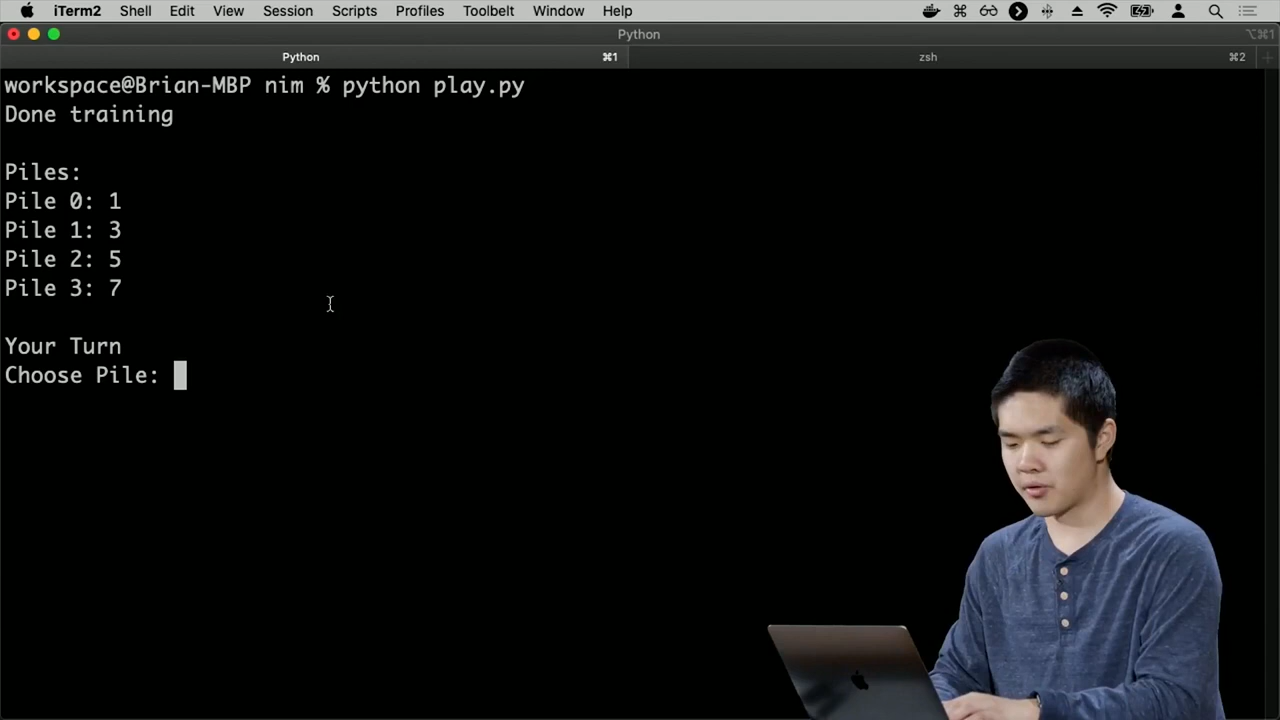 iTerm2 Shell Edit View Session Scripts Profiles Toolbelt Window Help
Python ⌥⌘1
Python ⌘1 zsh ⌘2
workspace@Brian-MBP nim % python play.py
Done training
Piles:
Pile 0: 1
Pile 1: 3
Pile 2: 5
Pile 3: 7
Your Turn
Choose Pile: